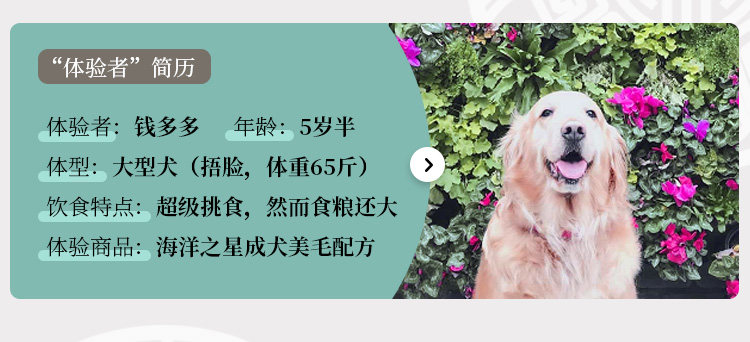 “体验者”简历
体验者：钱多多 年龄：5岁半
体型：大型犬（捂脸，体重65斤）
饮食特点：超级挑食，然而食粮还大
体验商品：海洋之星成犬美毛配方